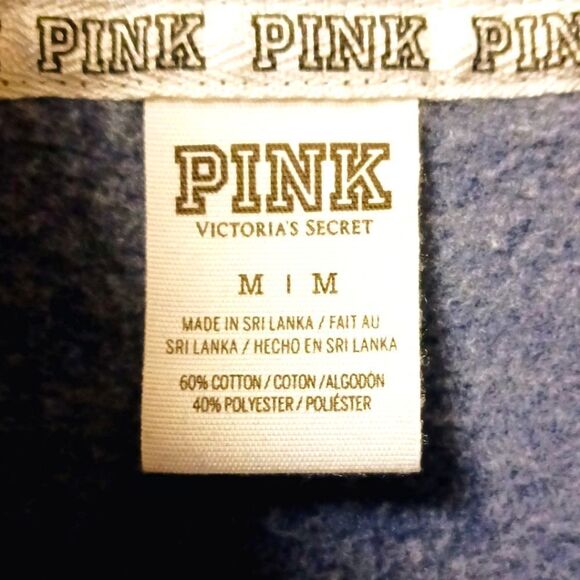 PINK PINK PIN
PINK
VICTORIA'S SECRET
M | M
MADE IN SRI LANKA / FAIT AU
SRI LANKA / HECHO EN SRI LANKA
60% COTTON / COTON / ALGODÓN
40% POLYESTER / POLIÉSTER